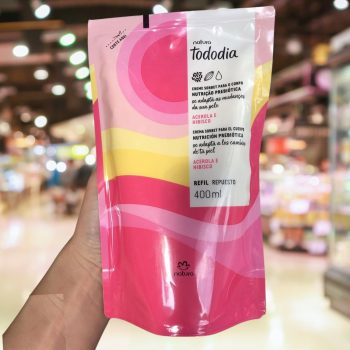 natura
tododia
CREME SORBET PARA O CORPO
NUTRIÇÃO PREBIÓTICA
se adapta às mudanças
da sua pele
ACEROLA E
HIBISCO
CREMA SORBET PARA EL CUERPO
NUTRICIÓN PREBIÓTICA
se adapta a los cambios
de tu piel
ACEROLA E
HIBISCO
REFIL REPUESTO
400ml
natura